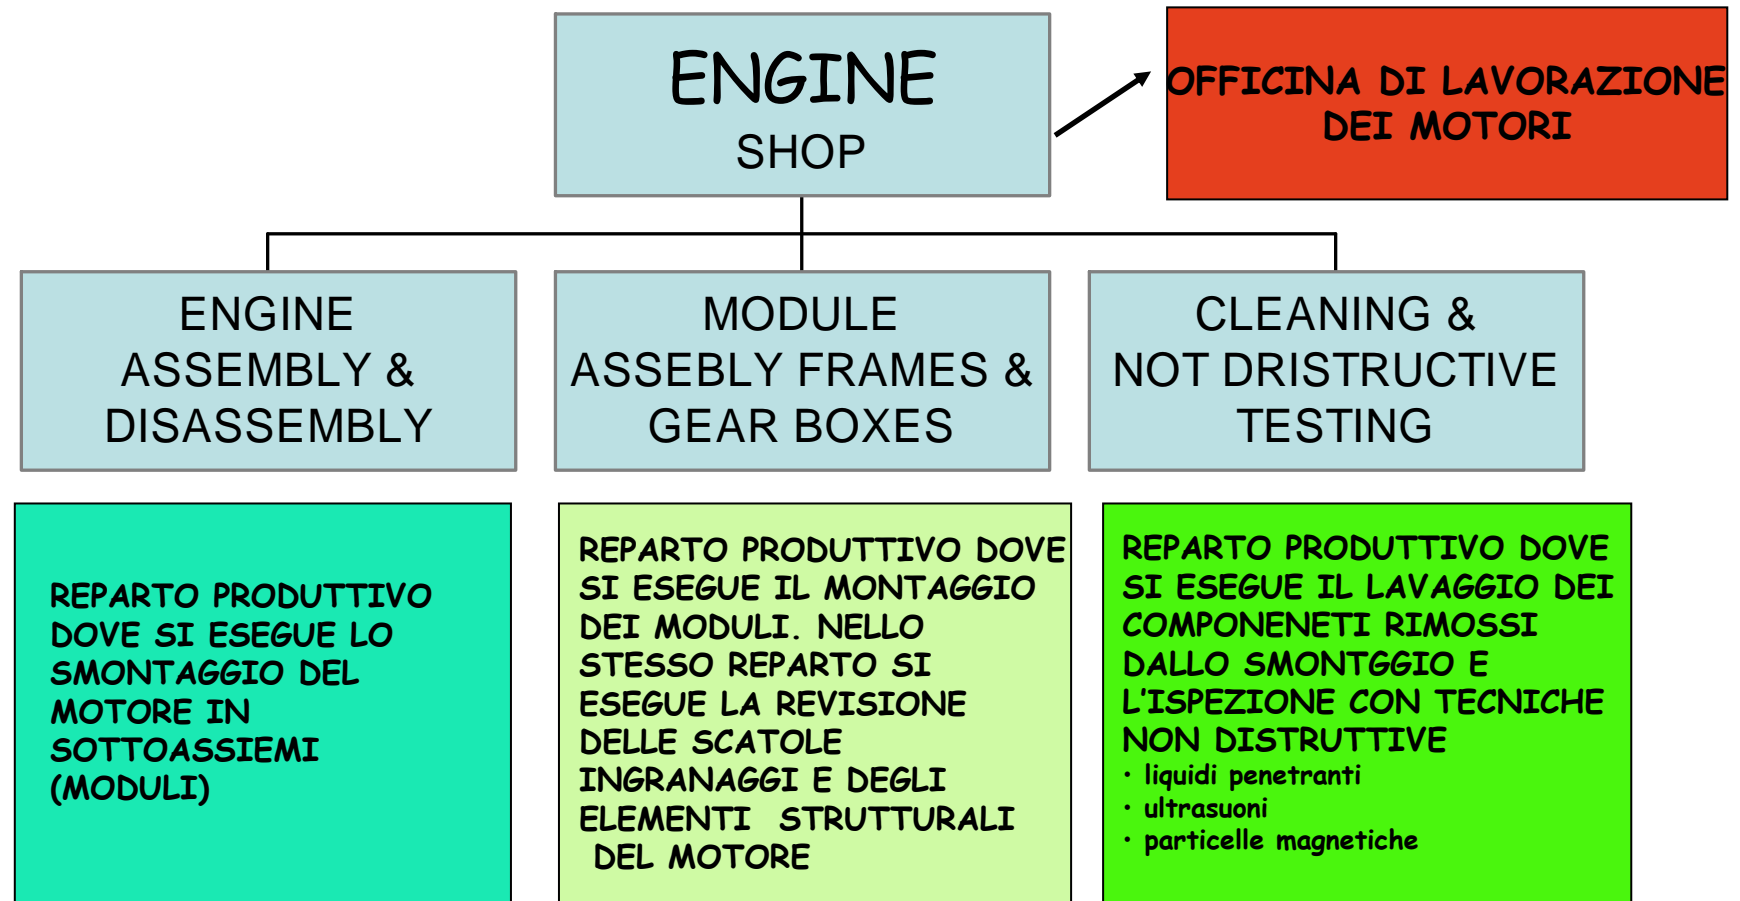 ENGINE
SHOP
OFFICINA DI LAVORAZIONE
DEI MOTORI
ENGINE
ASSEMBLY &
DISASSEMBLY
MODULE
ASSEBLY FRAMES &
GEAR BOXES
CLEANING &
NOT DRISTRUCTIVE
TESTING
REPARTO PRODUTTIVO
DOVE SI ESEGUE LO
SMONTAGGIO DEL
MOTORE IN
SOTTOASSIEMI
(MODULI)
REPARTO PRODUTTIVO DOVE
SI ESEGUE IL MONTAGGIO
DEI MODULI. NELLO
STESSO REPARTO SI
ESEGUE LA REVISIONE
DELLE SCATOLE
INGRANAGGI E DEGLI
ELEMENTI STRUTTURALI
DEL MOTORE
REPARTO PRODUTTIVO DOVE
SI ESEGUE IL LAVAGGIO DEI
COMPONENETI RIMOSSI
DALLO SMONTGGIO E
L'ISPEZIONE CON TECNICHE
NON DISTRUTTIVE
• liquidi penetranti
• ultrasuoni
• particelle magnetiche